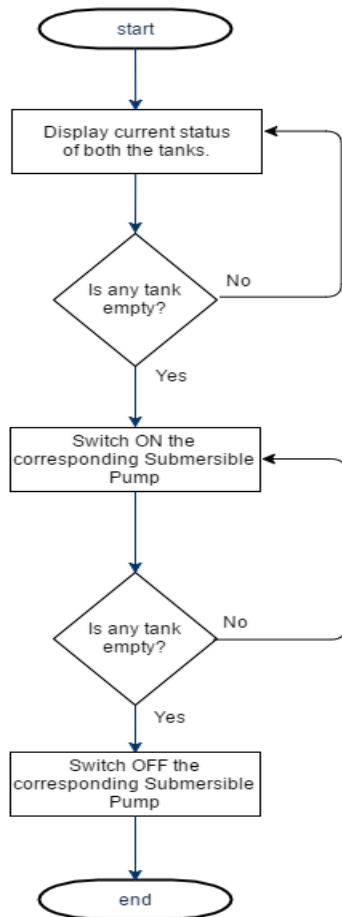 start
Display current status
of both the tanks.
Is any tank
empty?
No
Yes
Switch ON the
corresponding Submersible
Pump
Is any tank
empty?
No
Yes
Switch OFF the
corresponding Submersible
Pump
end